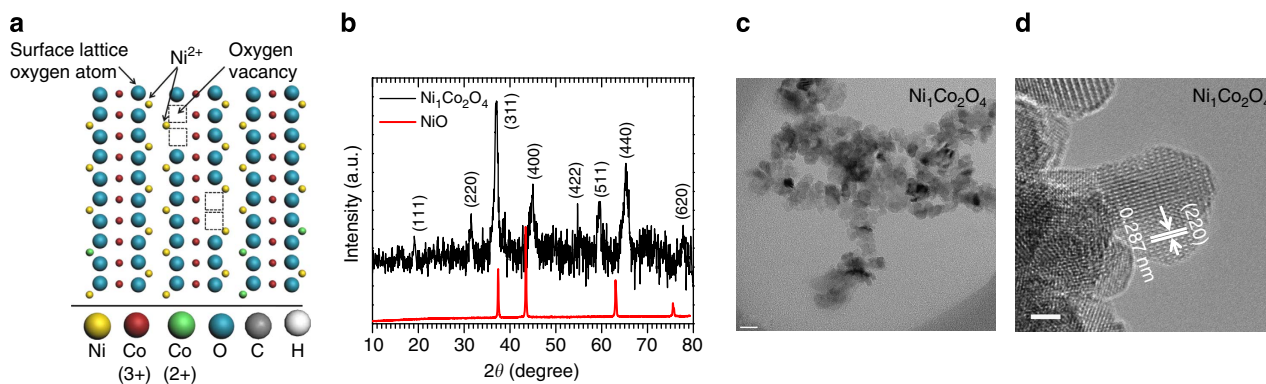 a
Surface lattice
oxygen atom
Ni²⁺
Oxygen
vacancy
Ni
Co
(3+)
Co
(2+)
O
C
H
b
Ni₁Co₂O₄
NiO
(111)
(220)
(311)
(400)
(422)
(511)
(440)
(620)
Intensity (a.u.)
10
20
30
40
50
60
70
80
2θ (degree)
c
Ni₁Co₂O₄
d
Ni₁Co₂O₄
(220)
0.287 nm